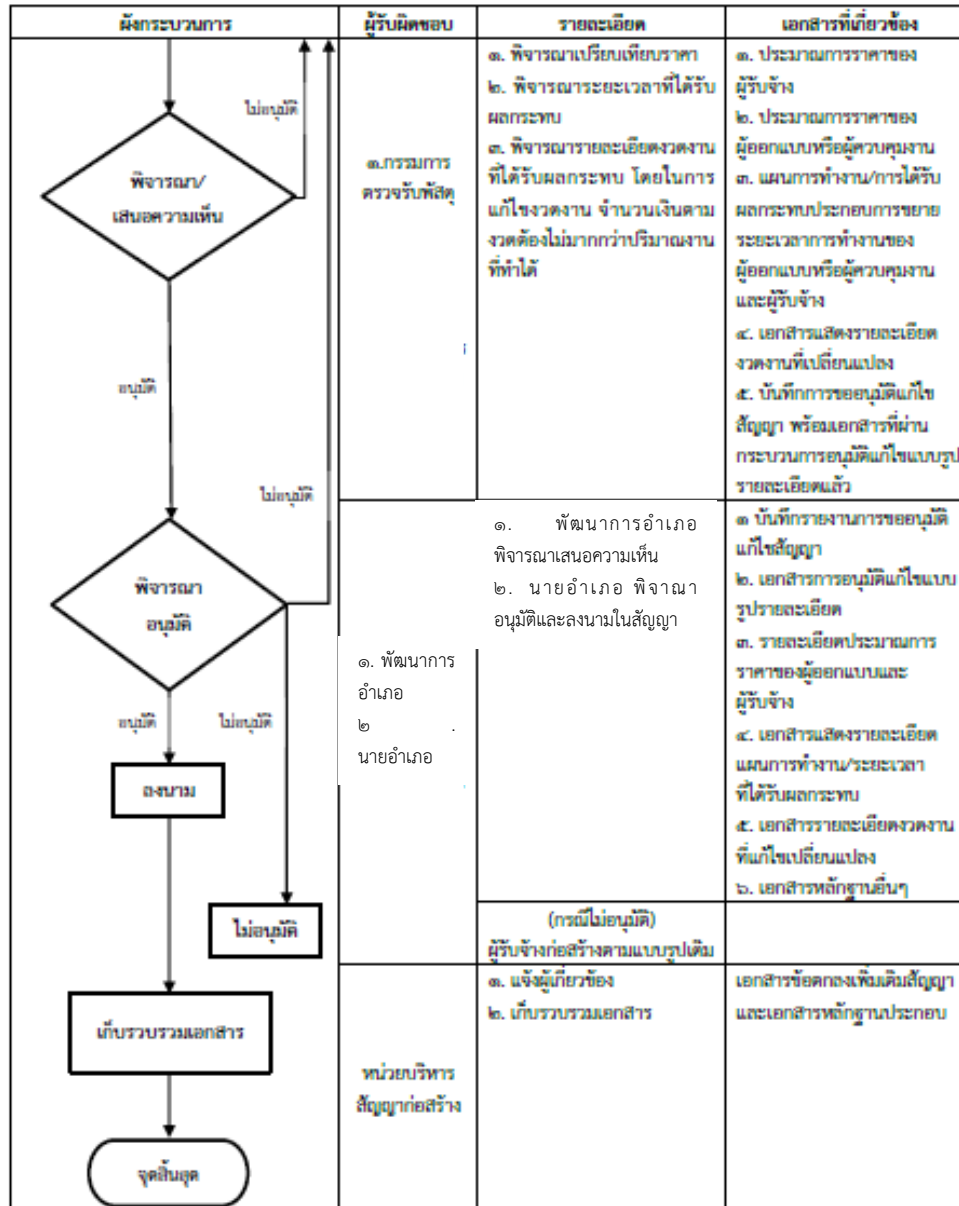 ผังกระบวนการ
ผู้รับผิดชอบ
รายละเอียด
เอกสารที่เกี่ยวข้อง
ไม่อนุมัติ
พิจารณา/
เสนอความเห็น
อนุมัติ
ไม่อนุมัติ
๑.กรรมการ
ตรวจรับพัสดุ
๑. พิจารณาเปรียบเทียบราคา
๒. พิจารณาระยะเวลาที่ได้รับ
ผลกระทบ
๓. พิจารณารายละเอียดงวดงาน
ที่ได้รับผลกระทบ โดยในการ
แก้ไขงวดงาน จำนวนเงินตาม
งวดต้องไม่มากกว่าปริมาณงาน
ที่ทำได้
๑. ประมาณการราคาของ
ผู้รับจ้าง
๒. ประมาณการราคาของ
ผู้ออกแบบหรือผู้ควบคุมงาน
๓. แผนการทำงาน/การได้รับ
ผลกระทบประกอบการขยาย
ระยะเวลาการทำงานของ
ผู้ออกแบบหรือผู้ควบคุมงาน
และผู้รับจ้าง
๔. เอกสารแสดงรายละเอียด
งวดงานที่เปลี่ยนแปลง
๕. บันทึกการขออนุมัติแก้ไข
สัญญา พร้อมเอกสารที่ผ่าน
กระบวนการอนุมัติแก้ไขแบบรูป
รายละเอียดแล้ว
พิจารณา
อนุมัติ
อนุมัติ
ไม่อนุมัติ
ลงนาม
ไม่อนุมัติ
๑. พัฒนาการ
อำเภอ
๒ .
นายอำเภอ
๑. พัฒนาการอำเภอ
พิจารณาเสนอความเห็น
๒. นายอำเภอ พิจาณา
อนุมัติและลงนามในสัญญา
๑ บันทึกรายงานการขออนุมัติ
แก้ไขสัญญา
๒. เอกสารการอนุมัติแก้ไขแบบ
รูปรายละเอียด
๓. รายละเอียดประมาณการ
ราคาของผู้ออกแบบและ
ผู้รับจ้าง
๔. เอกสารแสดงรายละเอียด
แผนการทำงาน/ระยะเวลา
ที่ได้รับผลกระทบ
๕. เอกสารรายละเอียดงวดงาน
ที่แก้ไขเปลี่ยนแปลง
๖. เอกสารหลักฐานอื่นๆ
(กรณีไม่อนุมัติ)
ผู้รับจ้างก่อสร้างตามแบบรูปเดิม
เก็บรวบรวมเอกสาร
จุดสิ้นสุด
หน่วยบริหาร
สัญญาก่อสร้าง
๑. แจ้งผู้เกี่ยวข้อง
๒. เก็บรวบรวมเอกสาร
เอกสารข้อตกลงเพิ่มเติมสัญญา
และเอกสารหลักฐานประกอบ